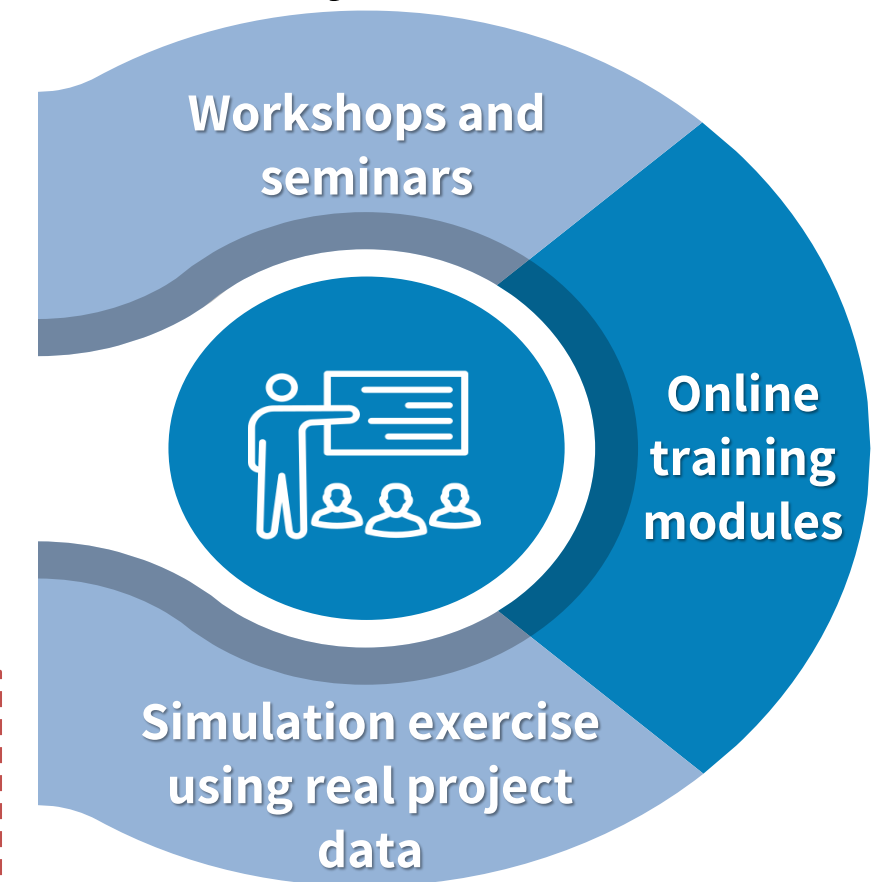 Workshops and
seminars
Online
training
modules
Simulation exercise
using real project
data